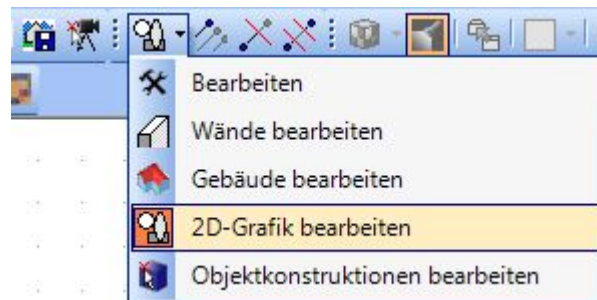 Bearbeiten
Wände bearbeiten
Gebäude bearbeiten
2D-Grafik bearbeiten
Objektkonstruktionen bearbeiten